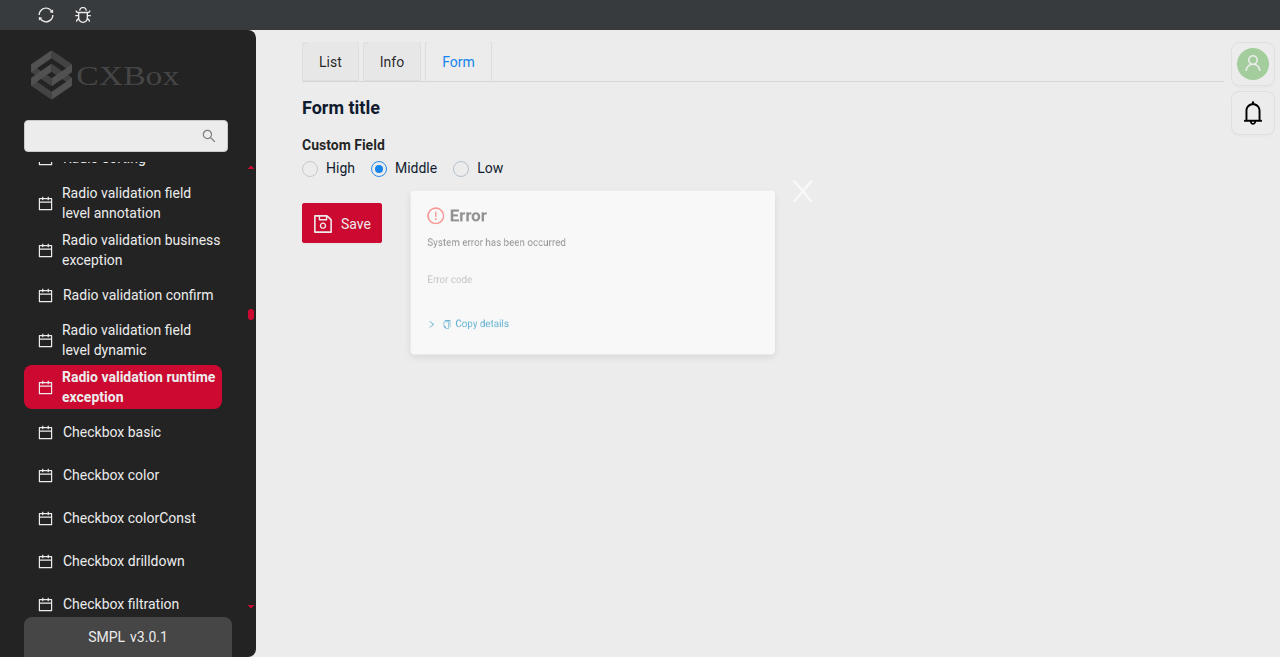 CXBox
Radio sorting
Radio validation field
level annotation
Radio validation business
exception
Radio validation confirm
Radio validation field
level dynamic
Radio validation runtime
exception
Checkbox basic
Checkbox color
Checkbox colorConst
Checkbox drilldown
Checkbox filtration
SMPL v3.0.1
List Info Form
Form title
Custom Field
High Middle Low
Save
Error
System error has been occurred
Error code
Copy details